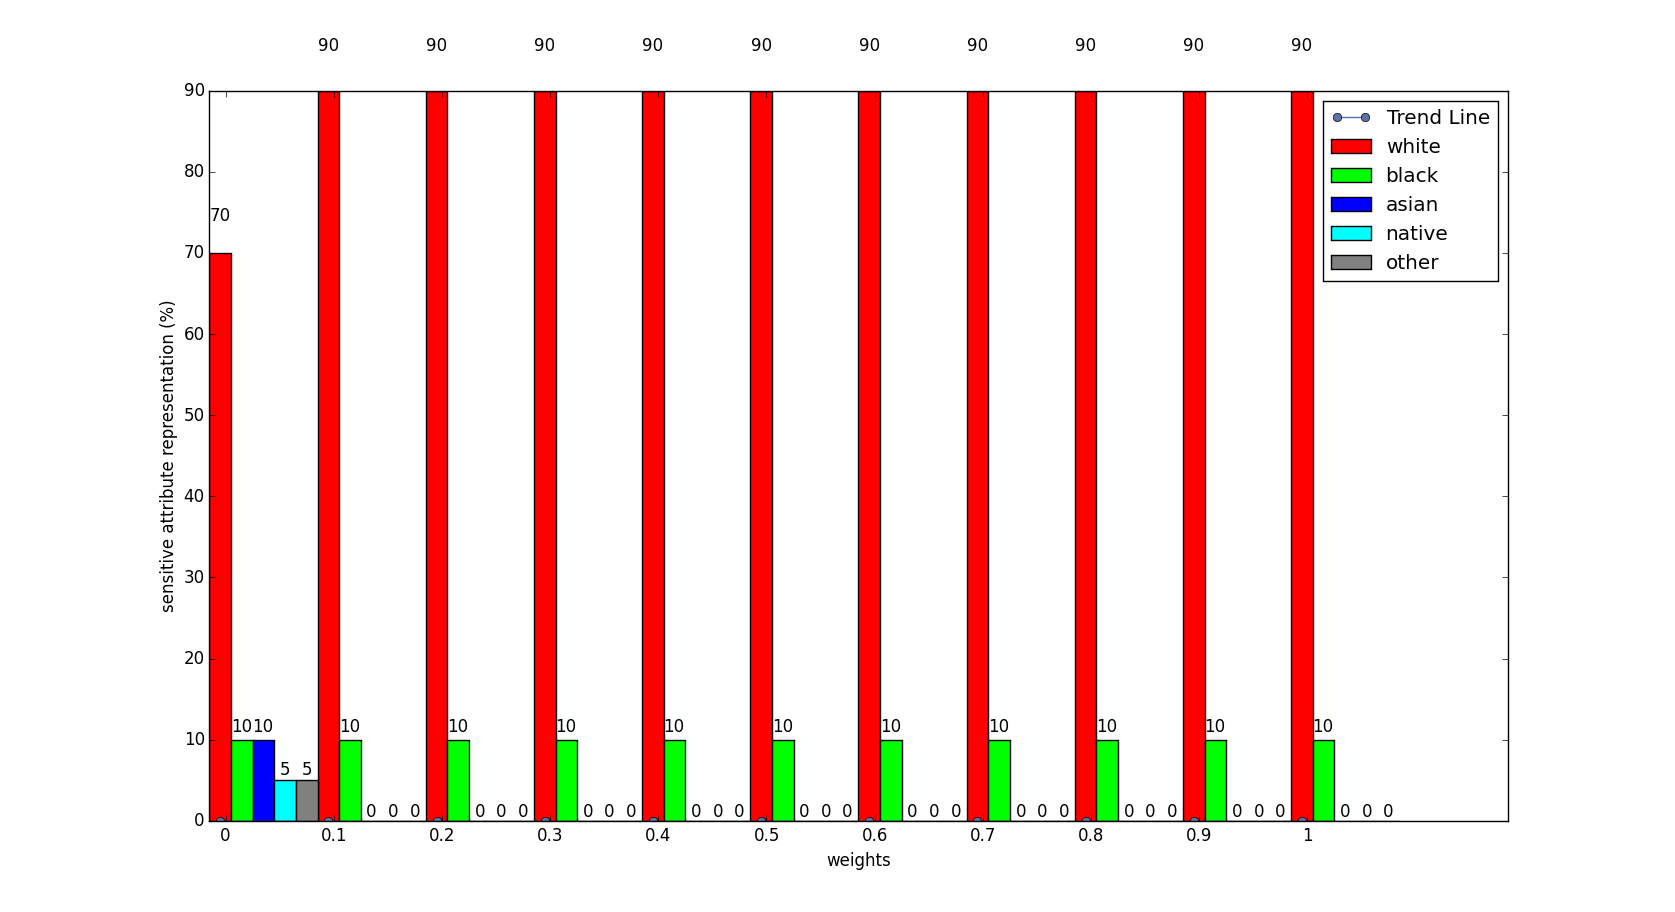 90 90 90 90 90 90 90 90 90 90
90
Trend Line
white
black
asian
native
other
80
70
70
60
50
40
30
20
10
10 10 10 10 10 10 10 10 10 10 10 10
5 5
0
0 0 0 0 0 0 0 0 0 0 0 0 0 0 0 0 0 0 0 0 0 0 0 0 0 0 0 0 0 0
0 0.1 0.2 0.3 0.4 0.5 0.6 0.7 0.8 0.9 1
weights
sensitive attribute representation (%)